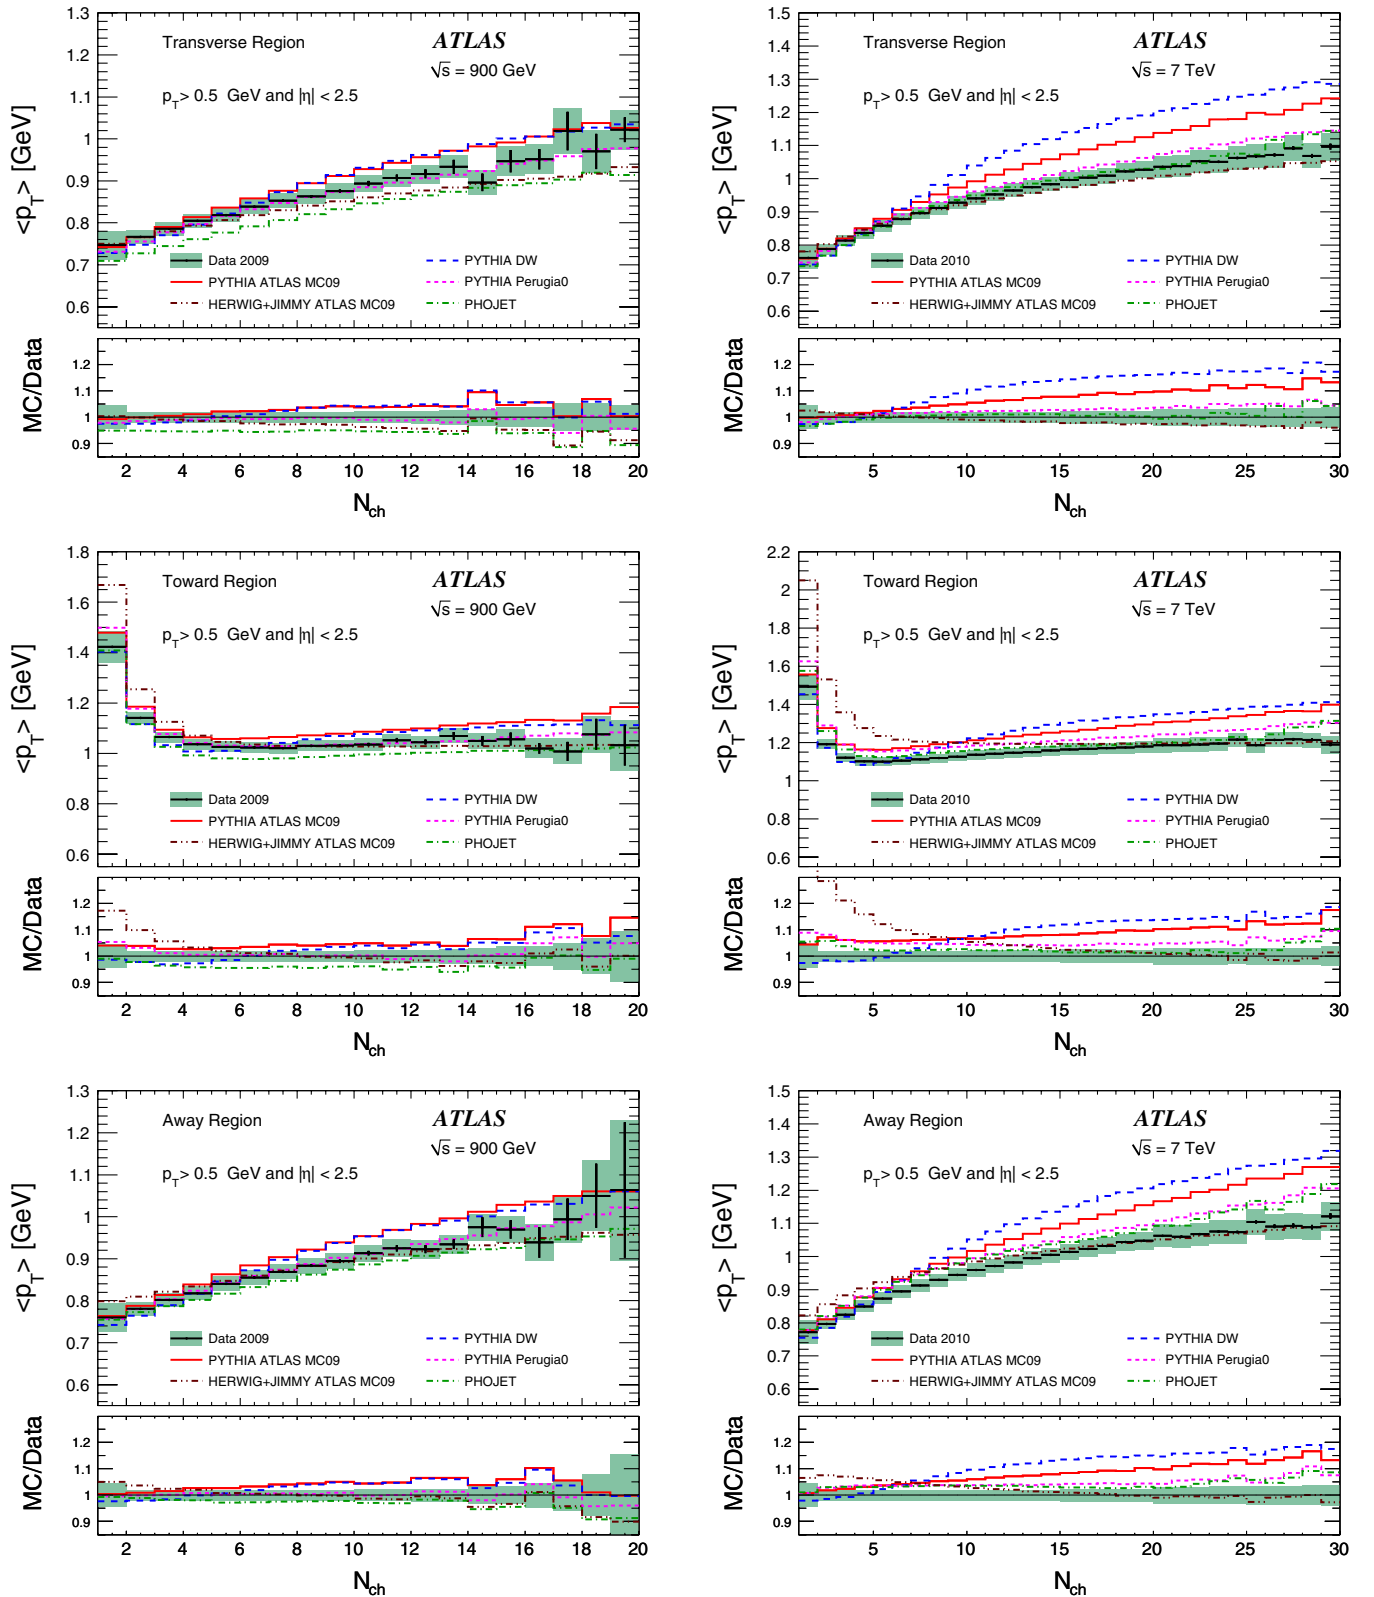 Transverse Region
ATLAS
√s = 900 GeV
p_T > 0.5 GeV and |η| < 2.5
<p_T> [GeV]
1.3
1.2
1.1
1
0.9
0.8
0.7
0.6
Data 2009
PYTHIA ATLAS MC09
HERWIG+JIMMY ATLAS MC09
PYTHIA DW
PYTHIA Perugia0
PHOJET
MC/Data
1.2
1.1
1
0.9
2 4 6 8 10 12 14 16 18 20
N_ch
Transverse Region
ATLAS
√s = 7 TeV
p_T > 0.5 GeV and |η| < 2.5
<p_T> [GeV]
1.5
1.4
1.3
1.2
1.1
1
0.9
0.8
0.7
0.6
Data 2010
PYTHIA ATLAS MC09
HERWIG+JIMMY ATLAS MC09
PYTHIA DW
PYTHIA Perugia0
PHOJET
MC/Data
1.2
1.1
1
0.9
5 10 15 20 25 30
N_ch
Toward Region
ATLAS
√s = 900 GeV
p_T > 0.5 GeV and |η| < 2.5
<p_T> [GeV]
1.8
1.6
1.4
1.2
1
0.8
0.6
Data 2009
PYTHIA ATLAS MC09
HERWIG+JIMMY ATLAS MC09
PYTHIA DW
PYTHIA Perugia0
PHOJET
MC/Data
1.2
1.1
1
0.9
2 4 6 8 10 12 14 16 18 20
N_ch
Toward Region
ATLAS
√s = 7 TeV
p_T > 0.5 GeV and |η| < 2.5
<p_T> [GeV]
2.2
2
1.8
1.6
1.4
1.2
1
0.8
0.6
Data 2010
PYTHIA ATLAS MC09
HERWIG+JIMMY ATLAS MC09
PYTHIA DW
PYTHIA Perugia0
PHOJET
MC/Data
1.2
1.1
1
0.9
5 10 15 20 25 30
N_ch
Away Region
ATLAS
√s = 900 GeV
p_T > 0.5 GeV and |η| < 2.5
<p_T> [GeV]
1.3
1.2
1.1
1
0.9
0.8
0.7
0.6
Data 2009
PYTHIA ATLAS MC09
HERWIG+JIMMY ATLAS MC09
PYTHIA DW
PYTHIA Perugia0
PHOJET
MC/Data
1.2
1.1
1
0.9
2 4 6 8 10 12 14 16 18 20
N_ch
Away Region
ATLAS
√s = 7 TeV
p_T > 0.5 GeV and |η| < 2.5
<p_T> [GeV]
1.5
1.4
1.3
1.2
1.1
1
0.9
0.8
0.7
0.6
Data 2010
PYTHIA ATLAS MC09
HERWIG+JIMMY ATLAS MC09
PYTHIA DW
PYTHIA Perugia0
PHOJET
MC/Data
1.2
1.1
1
0.9
5 10 15 20 25 30
N_ch